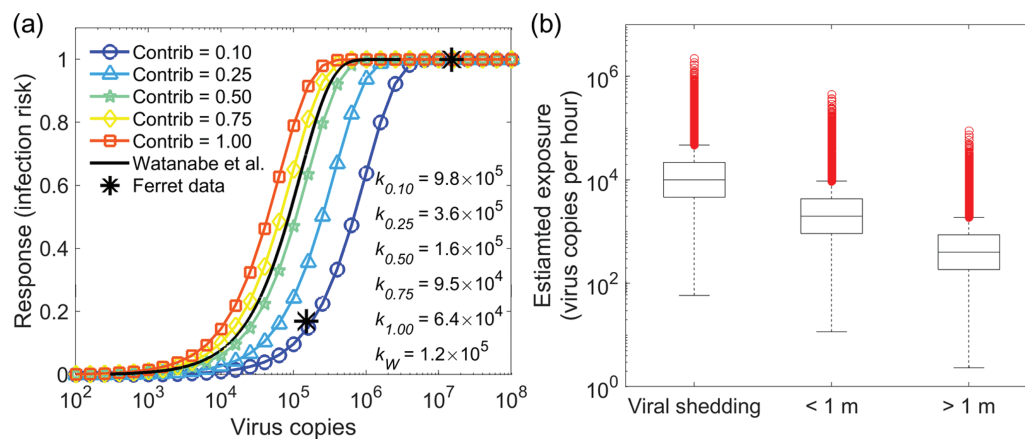 (a)
Response (infection risk)
1
0.8
0.6
0.4
0.2
0
Contrib = 0.10
Contrib = 0.25
Contrib = 0.50
Contrib = 0.75
Contrib = 1.00
Watanabe et al.
Ferret data
k0.10 = 9.8×10^5
k0.25 = 3.6×10^5
k0.50 = 1.6×10^5
k0.75 = 9.5×10^4
k1.00 = 6.4×10^4
kW = 1.2×10^5
10^2 10^3 10^4 10^5 10^6 10^7 10^8
Virus copies
(b)
Estiamted exposure
(virus copies per hour)
10^6
10^4
10^2
10^0
Viral shedding < 1 m > 1 m